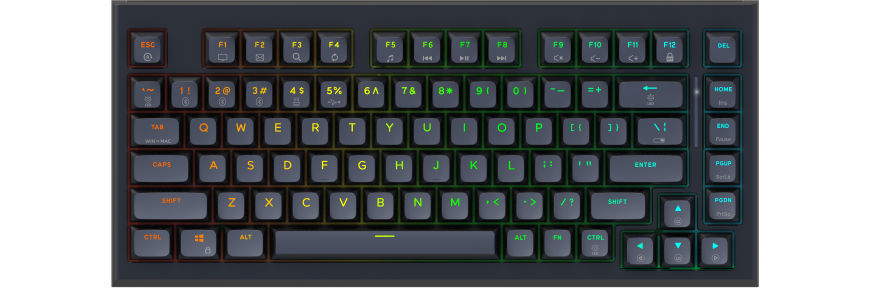 ESC F1 F2 F3 F4 F5 F6 F7 F8 F9 F10 F11 F12 DEL
` ~ 1 ! 2 @ 3 # 4 $ 5 % 6 ^ 7 & 8 * 9 ( 0 ) - _ = + HOME
Ins
TAB Q W E R T Y U I O P [ { ] } \ | END
WIN MAC Pause
CAPS A S D F G H J K L ; : ' " ENTER PGUP
ScrLk
SHIFT Z X C V B N M , < . > / ? SHIFT PGDN
PrtSc
CTRL ALT ALT FN CTRL